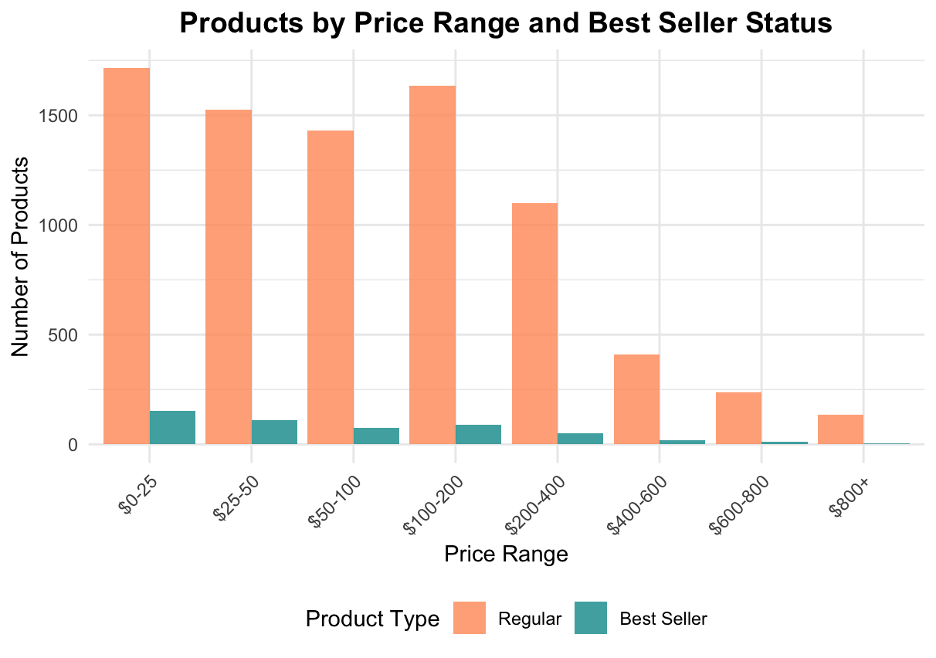 Products by Price Range and Best Seller Status
Number of Products
1500
1000
500
0
$0-25
$25-50
$50-100
$100-200
$200-400
$400-600
$600-800
$800+
Price Range
Product Type
Regular
Best Seller